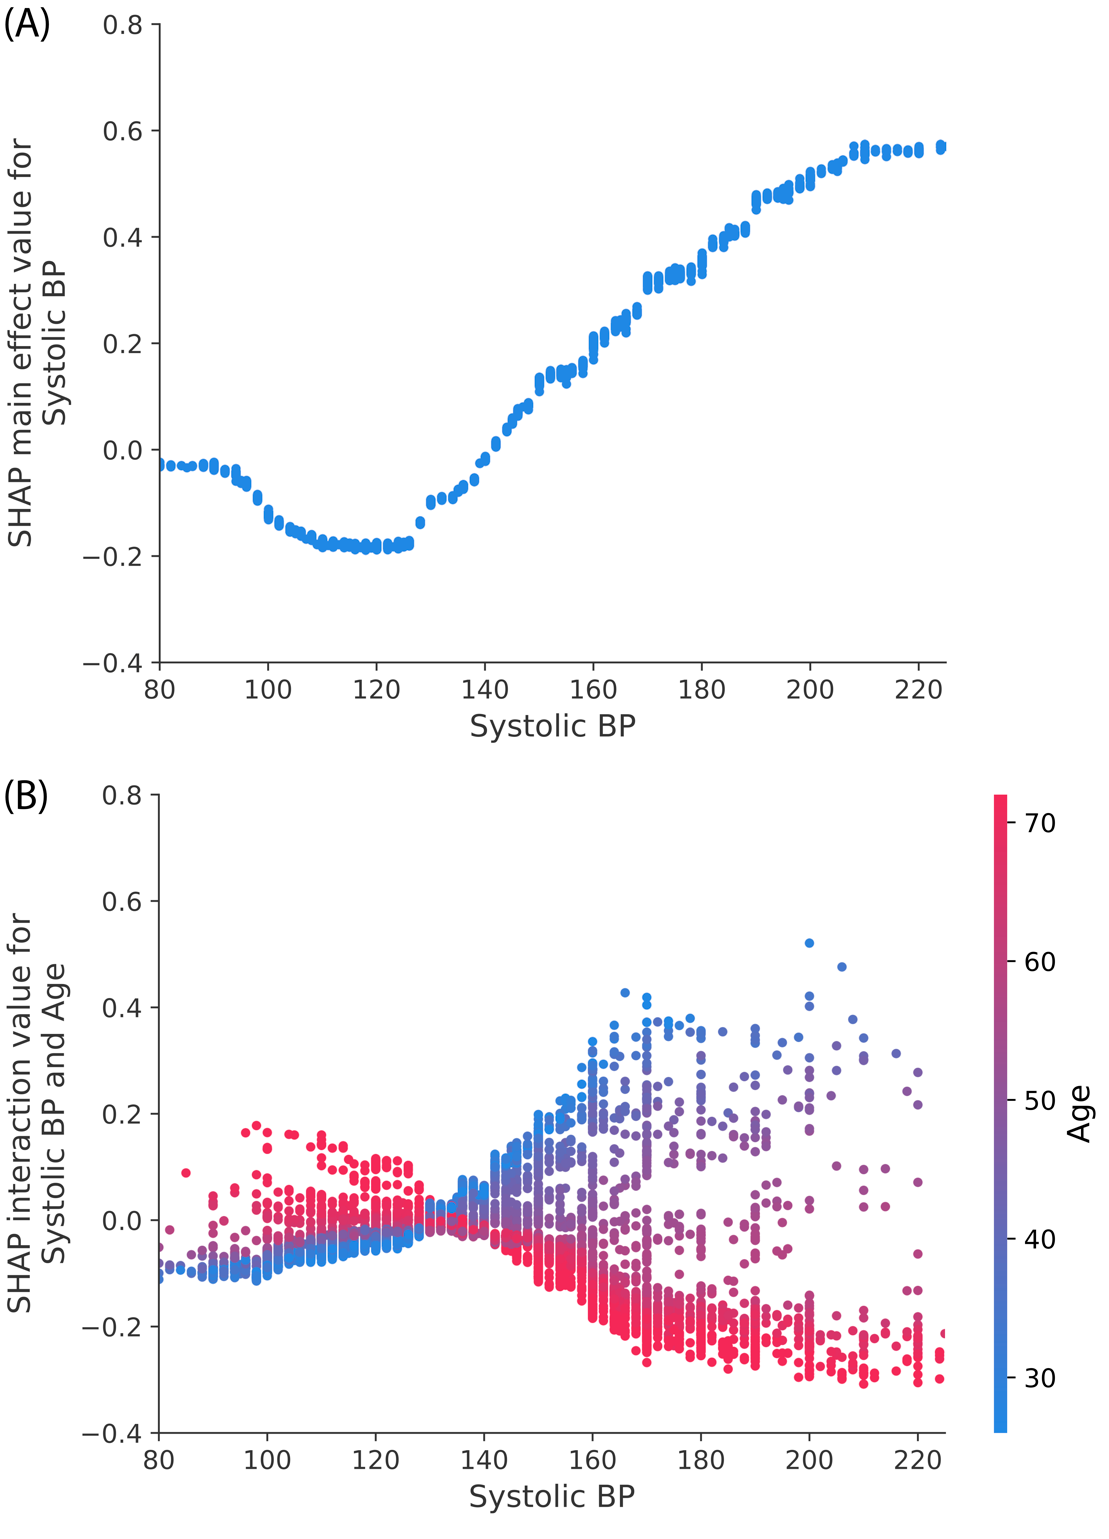 (A)
0.8
0.6
0.4
0.2
0.0
−0.2
−0.4
SHAP main effect value for
Systolic BP
80 100 120 140 160 180 200 220
Systolic BP
(B)
0.8
0.6
0.4
0.2
0.0
−0.2
−0.4
SHAP interaction value for
Systolic BP and Age
80 100 120 140 160 180 200 220
Systolic BP
70
60
50
40
30
Age